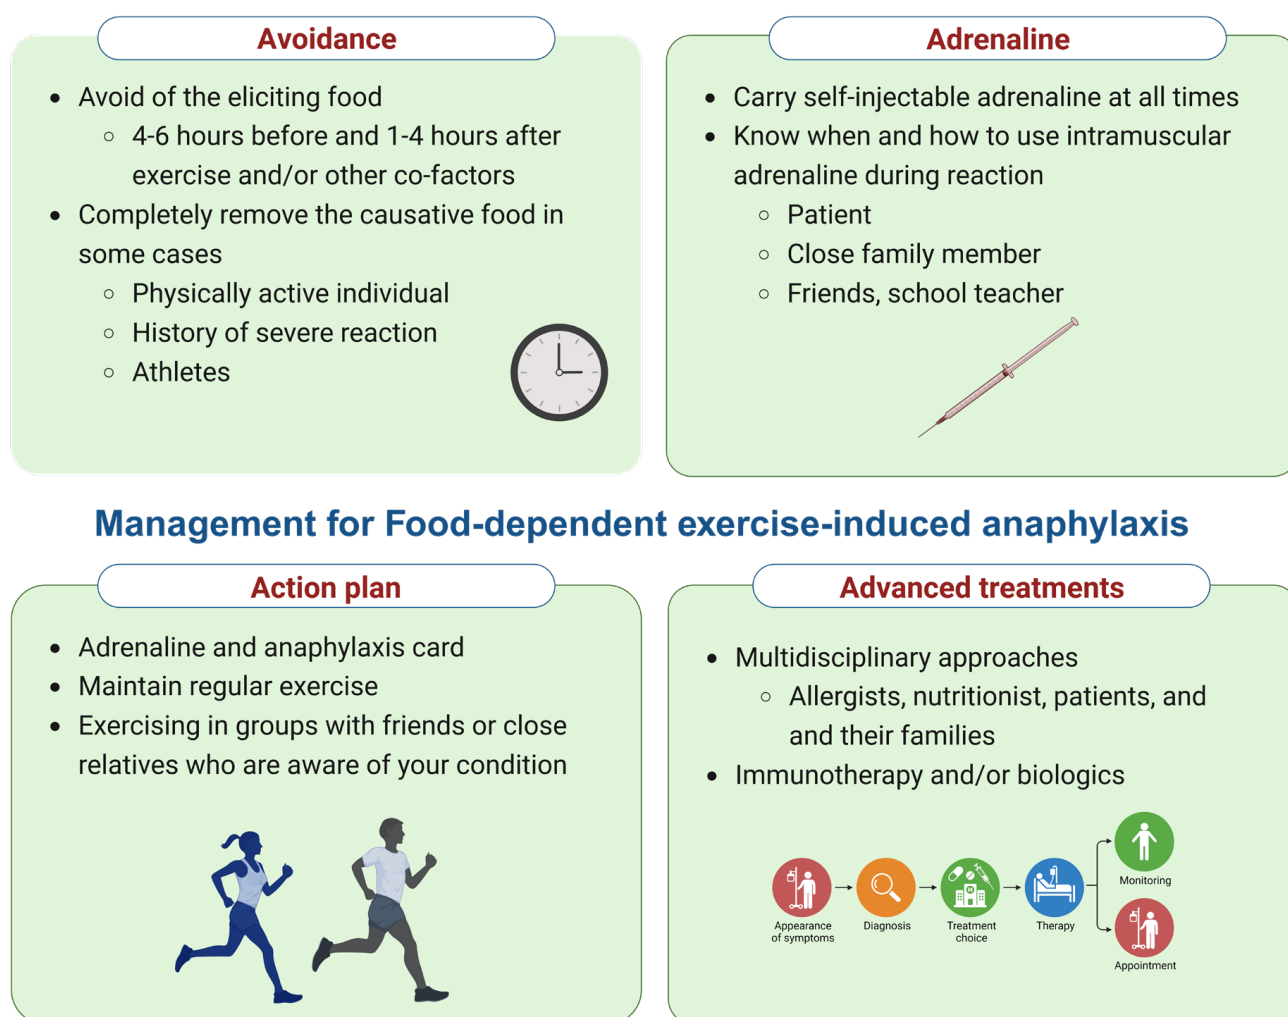 Avoidance
• Avoid of the eliciting food
○ 4-6 hours before and 1-4 hours after
exercise and/or other co-factors
• Completely remove the causative food in
some cases
○ Physically active individual
○ History of severe reaction
○ Athletes
Adrenaline
• Carry self-injectable adrenaline at all times
• Know when and how to use intramuscular
adrenaline during reaction
○ Patient
○ Close family member
○ Friends, school teacher
Management for Food-dependent exercise-induced anaphylaxis
Action plan
• Adrenaline and anaphylaxis card
• Maintain regular exercise
• Exercising in groups with friends or close
relatives who are aware of your condition
Advanced treatments
• Multidisciplinary approaches
○ Allergists, nutritionist, patients, and
and their families
• Immunotherapy and/or biologics
Appearance
of symptoms
Diagnosis
Treatment
choice
Therapy
Monitoring
Appointment